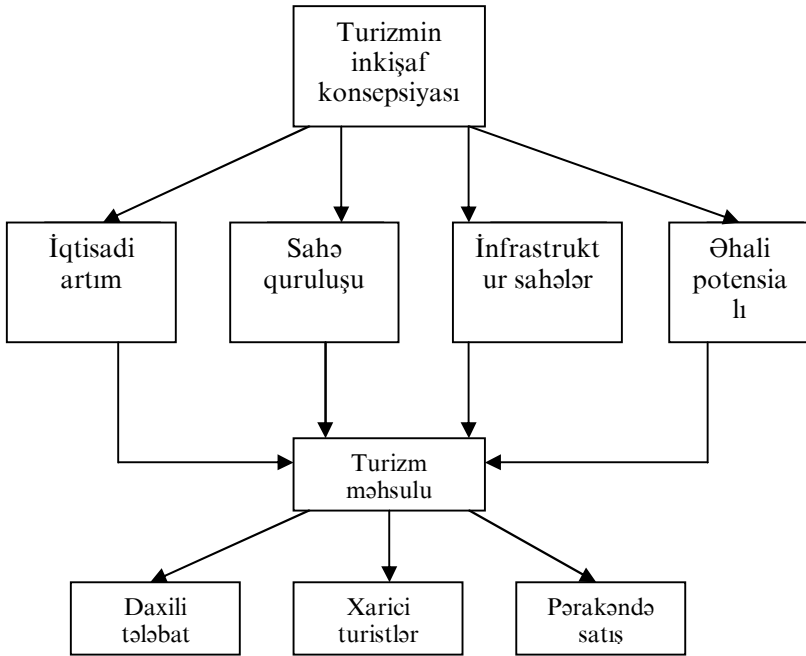 Turizmin
inkişaf
konsepsiyası
İqtisadi
artım
Sahə
quruluşu
İnfrastrukt
ur sahələr
Əhali
potensia
lı
Turizm
məhsulu
Daxili
tələbat
Xarici
turistlər
Pərakəndə
satış